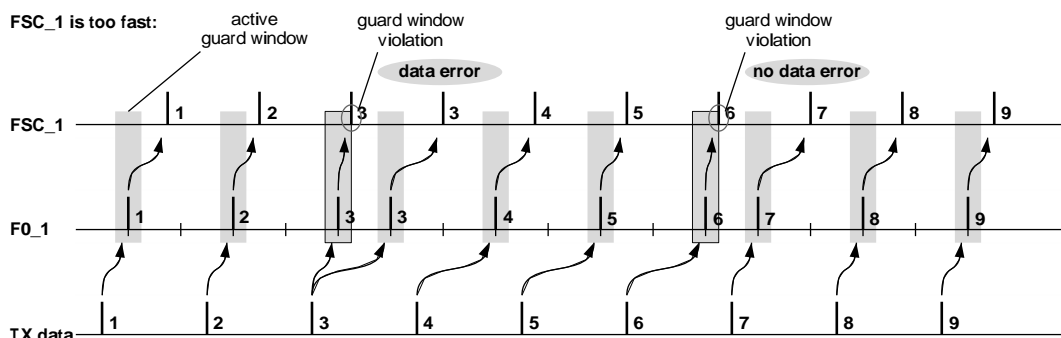 FSC_1 is too fast:
active
guard window
guard window
violation
guard window
violation
data error
no data error
FSC_1
1 2 3 3 4 5 6 7 8 9
F0_1
1 2 3 3 4 5 6 7 8 9
TX data
1 2 3 4 5 6 7 8 9